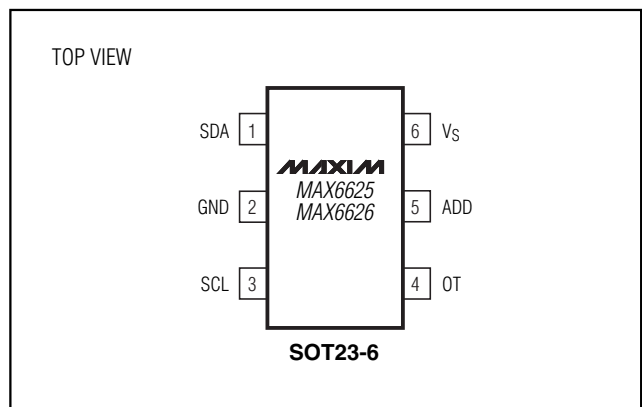 TOP VIEW
SDA 1
6 VS
MAXIM
MAX6625
MAX6626
GND 2
5 ADD
SCL 3
4 OT
SOT23-6